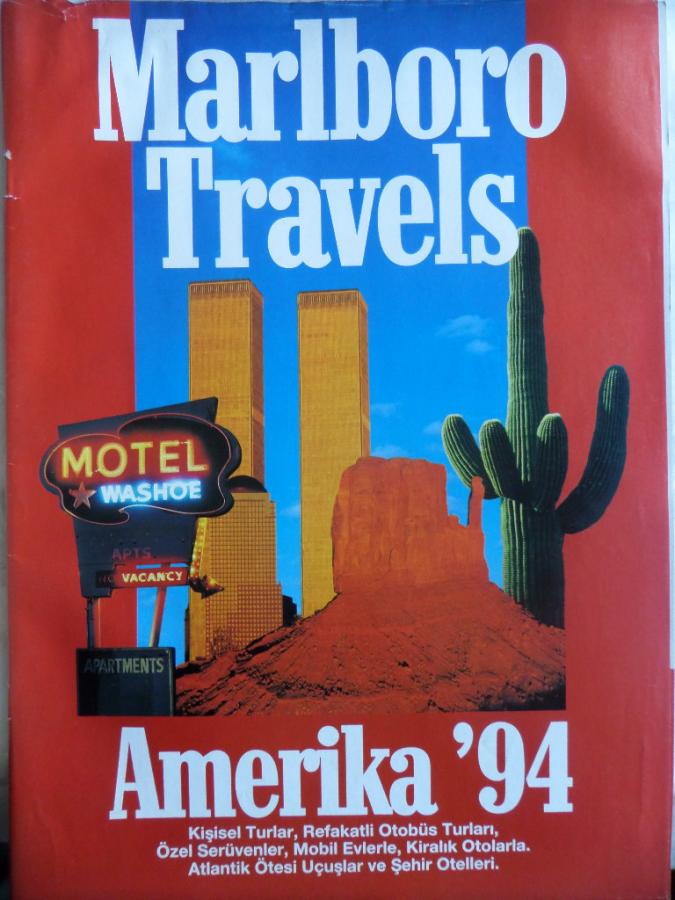 Marlboro
Travels
MOTEL
WASHOE
APTS
NO VACANCY
APARTMENTS
Amerika '94
Kişisel Turlar, Refakatli Otobüs Turları,
Özel Serüvenler, Mobil Evlerle, Kiralık Otolarla.
Atlantik Ötesi Uçuşlar ve Şehir Otelleri.